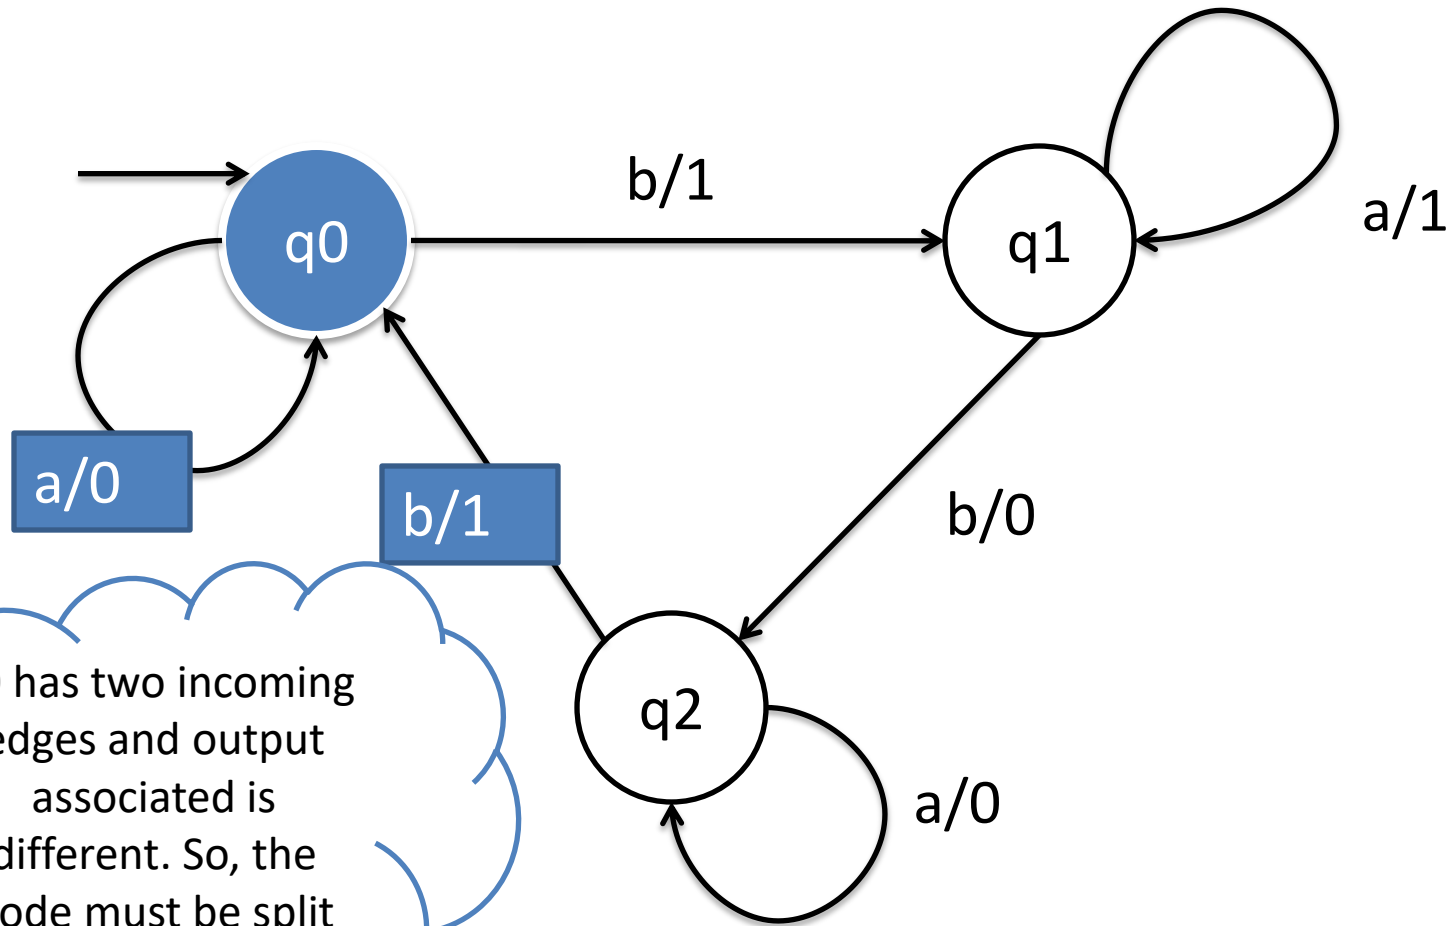 b/1
a/1
q0
q1
a/0
b/1
b/0
has two incoming
edges and output
associated is
different. So, the
must be split
q2
a/0